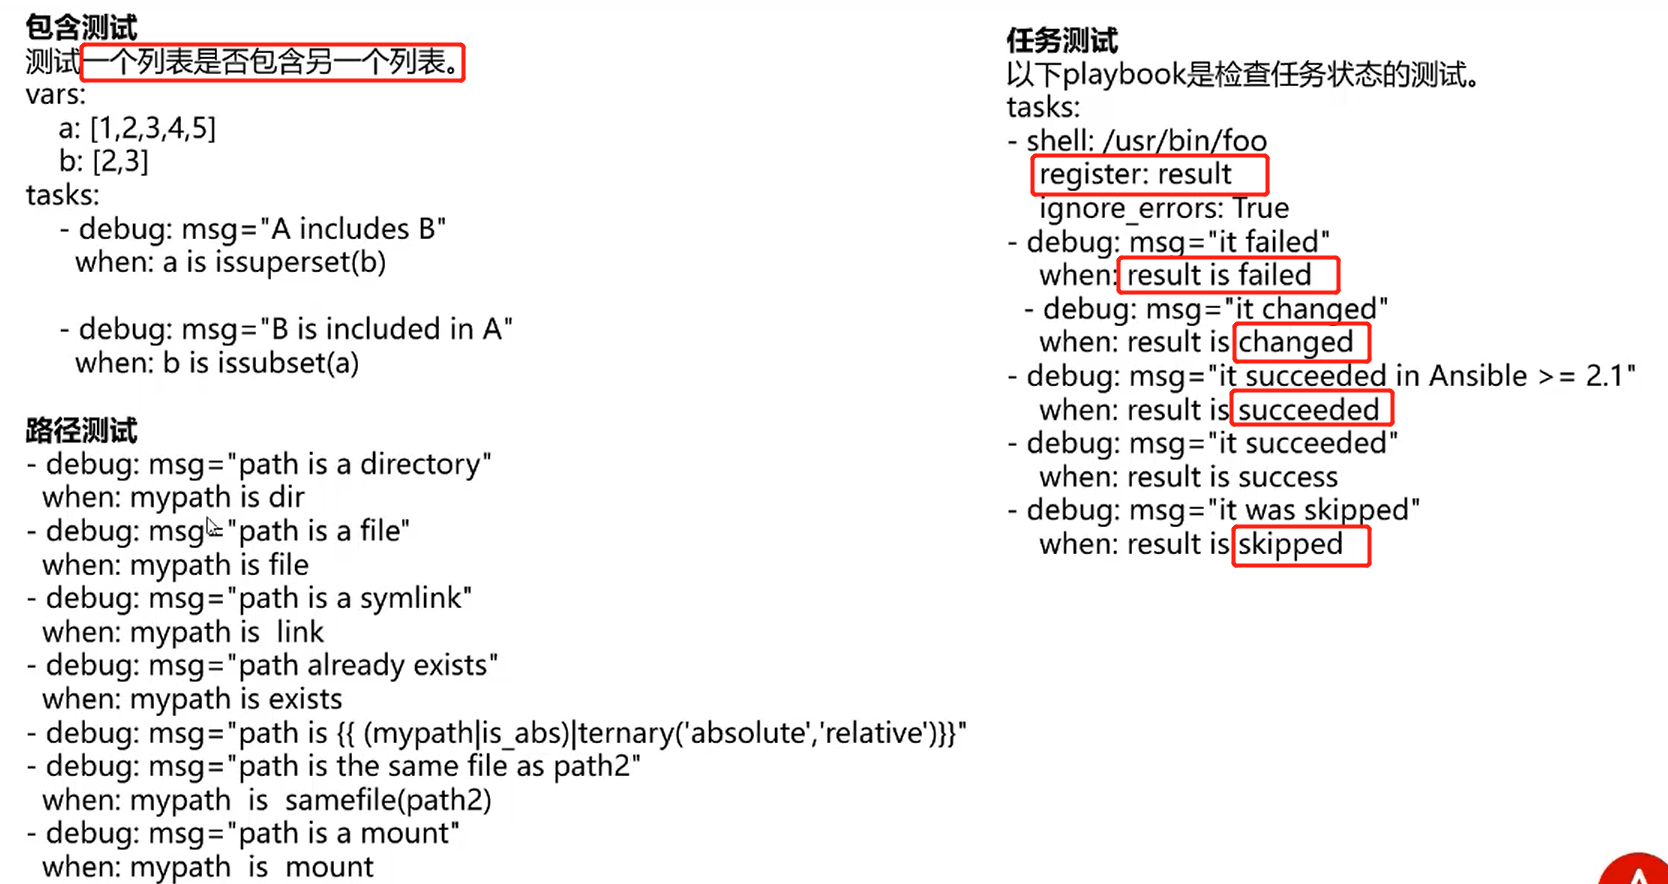 包含测试
测试一个列表是否包含另一个列表。
vars:
a: [1,2,3,4,5]
b: [2,3]
tasks:
- debug: msg="A includes B"
when: a is issuperset(b)
- debug: msg="B is included in A"
when: b is issubset(a)
路径测试
- debug: msg="path is a directory"
when: mypath is dir
- debug: msg="path is a file"
when: mypath is file
- debug: msg="path is a symlink"
when: mypath is  link
- debug: msg="path already exists"
when: mypath is exists
- debug: msg="path is {{ (mypath|is_abs)|ternary('absolute','relative')}}"
- debug: msg="path is the same file as path2"
when: mypath  is  samefile(path2)
- debug: msg="path is a mount"
when: mypath  is  mount
任务测试
以下playbook是检查任务状态的测试。
tasks:
- shell: /usr/bin/foo
register: result
ignore_errors: True
- debug: msg="it failed"
when: result is failed
- debug: msg="it changed"
when: result is changed
- debug: msg="it succeeded in Ansible >= 2.1"
when: result is succeeded
- debug: msg="it succeeded"
when: result is success
- debug: msg="it was skipped"
when: result is skipped